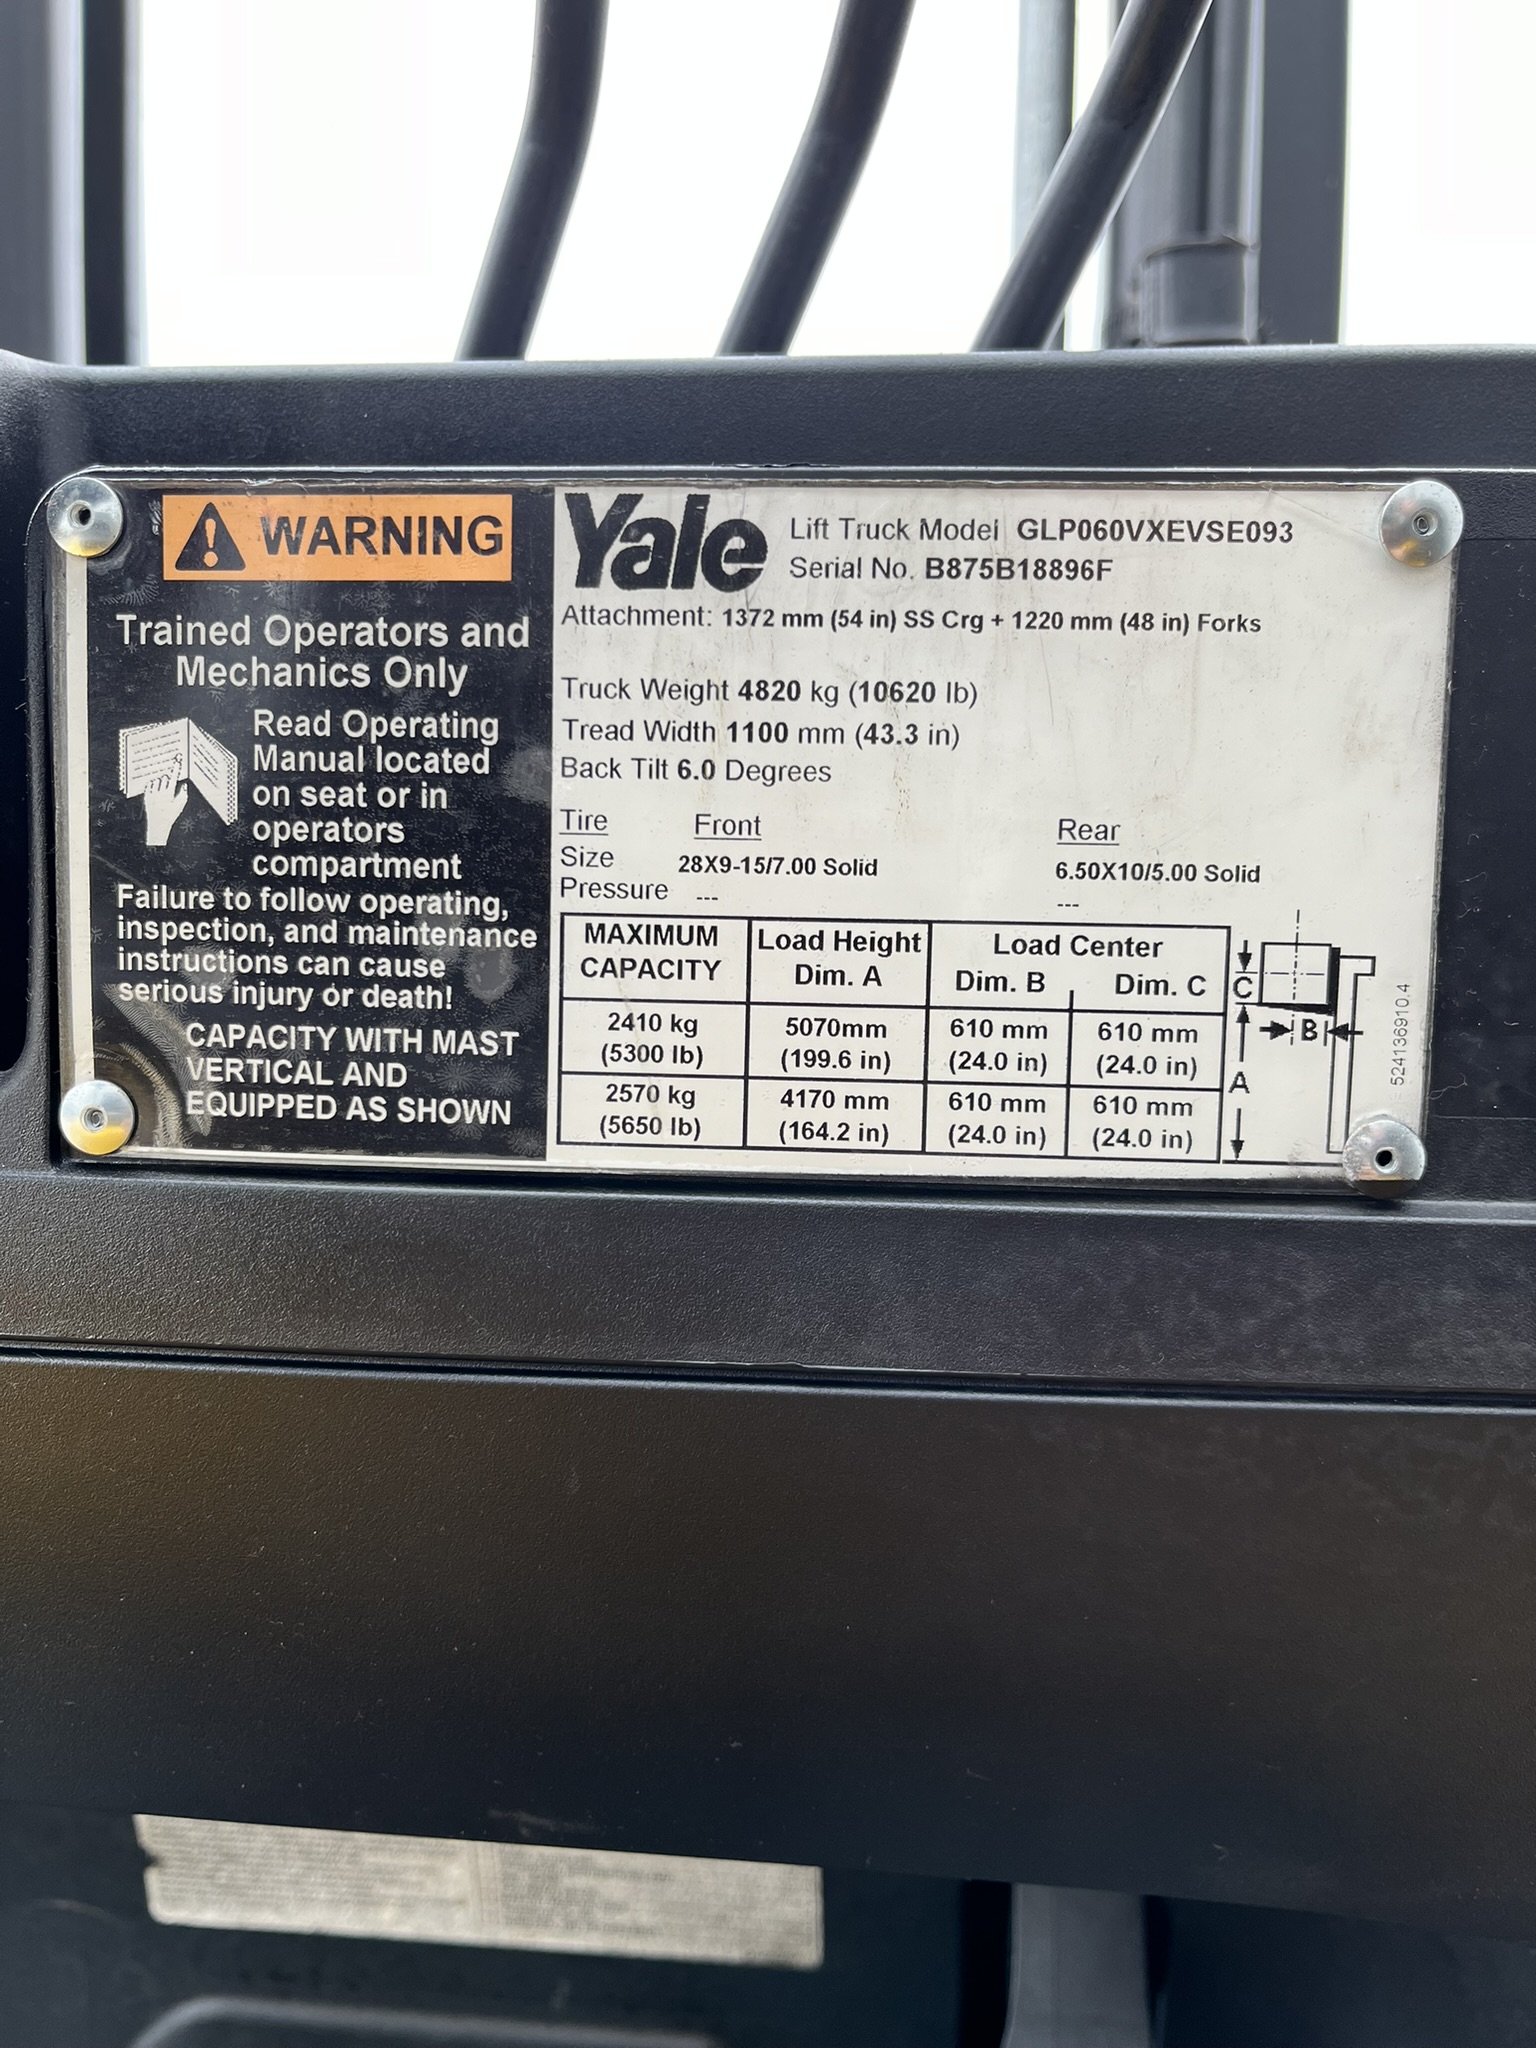 WARNING
Trained Operators and
Mechanics Only
Read Operating
Manual located
on seat or in
operators
compartment
Failure to follow operating,
inspection, and maintenance
instructions can cause
serious injury or death!
CAPACITY WITH MAST
VERTICAL AND
EQUIPPED AS SHOWN
Yale
Lift Truck Model GLP060VXEVSE093
Serial No. B875B18896F
Attachment: 1372 mm (54 in) SS Crg + 1220 mm (48 in) Forks
Truck Weight 4820 kg (10620 lb)
Tread Width 1100 mm (43.3 in)
Back Tilt 6.0 Degrees
Tire Front Rear
Size 28X9-15/7.00 Solid 6.50X10/5.00 Solid
Pressure --- ---
MAXIMUM CAPACITY Load Height Dim. A Load Center Dim. B Dim. C
2410 kg 5070mm 610 mm 610 mm
(5300 lb) (199.6 in) (24.0 in) (24.0 in)
2570 kg 4170 mm 610 mm 610 mm
(5650 lb) (164.2 in) (24.0 in) (24.0 in)
C
B
A
524136910.4